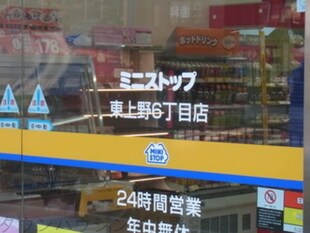 178
ホットドリンク
ミニストップ
東上野6丁目店
MINI
STOP
24時間営業
年中無休